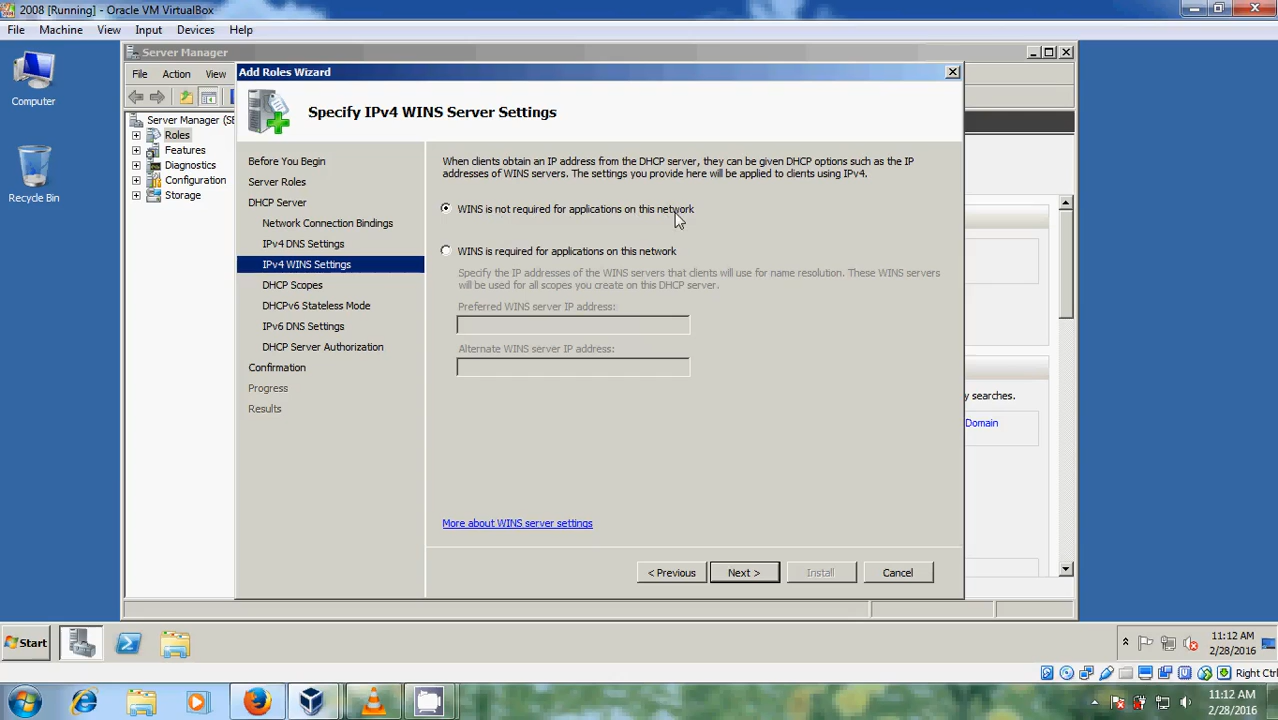 2008 [Running] - Oracle VM VirtualBox
File Machine View Input Devices Help
Computer
Recycle Bin
Server Manager
File Action View
Server Manager (SE
Roles
Features
Diagnostics
Configuration
Storage
Add Roles Wizard
Specify IPv4 WINS Server Settings
Before You Begin
Server Roles
DHCP Server
Network Connection Bindings
IPv4 DNS Settings
IPv4 WINS Settings
DHCP Scopes
DHCPv6 Stateless Mode
IPv6 DNS Settings
DHCP Server Authorization
Confirmation
Progress
Results
When clients obtain an IP address from the DHCP server, they can be given DHCP options such as the IP
addresses of WINS servers. The settings you provide here will be applied to clients using IPv4.
WINS is not required for applications on this network
WINS is required for applications on this network
Specify the IP addresses of the WINS servers that clients will use for name resolution. These WINS servers
will be used for all scopes you create on this DHCP server.
Preferred WINS server IP address:
Alternate WINS server IP address:
More about WINS server settings
< Previous Next > Install Cancel
y searches.
Domain
Start
11:12 AM
2/28/2016
Right Ctrl
11:12 AM
2/28/2016